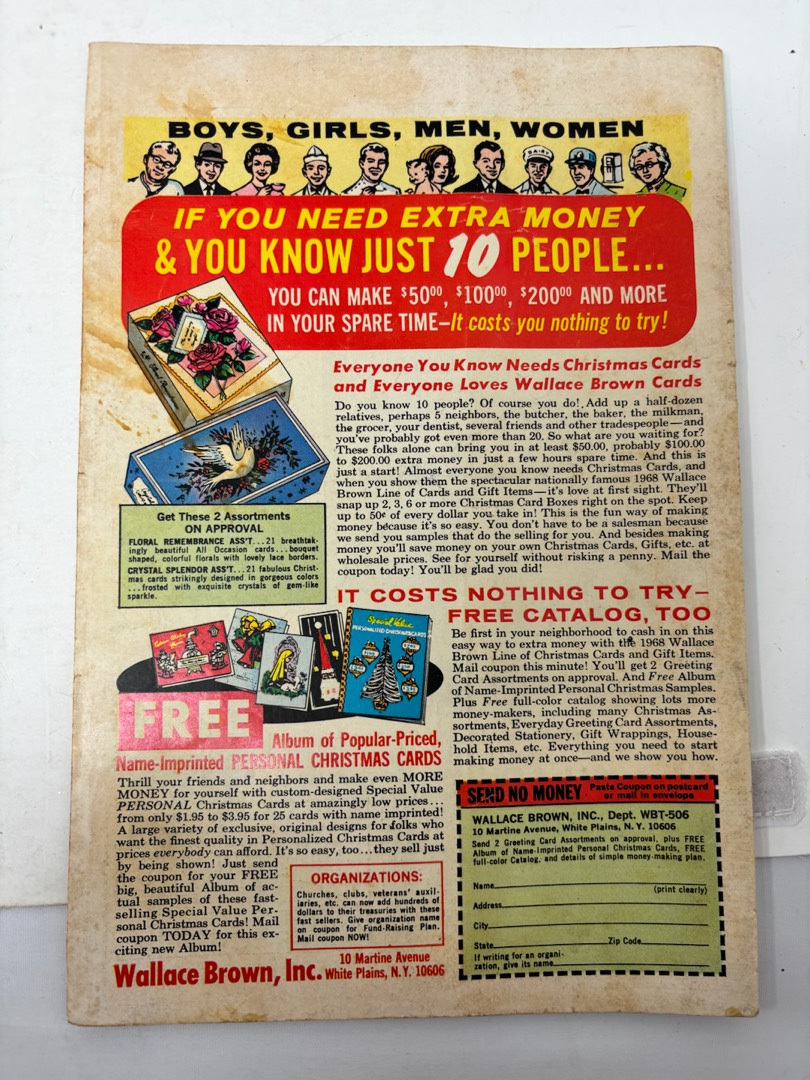 BOYS, GIRLS, MEN, WOMEN
IF YOU NEED EXTRA MONEY
& YOU KNOW JUST 10 PEOPLE...
YOU CAN MAKE $50⁰⁰, $100⁰⁰, $200⁰⁰ AND MORE
IN YOUR SPARE TIME—It costs you nothing to try!
Everyone You Know Needs Christmas Cards
and Everyone Loves Wallace Brown Cards
Do you know 10 people? Of course you do! Add up a half-dozen
relatives, perhaps 5 neighbors, the butcher, the baker, the milkman,
the grocer, your dentist, several friends and other tradespeople—and
you've probably got even more than 20. So what are you waiting for?
These folks alone can bring you in at least $50.00, probably $100.00
to $200.00 extra money in just a few hours spare time. And this is
just a start! Almost everyone you know needs Christmas Cards, and
when you show them the spectacular nationally famous 1968 Wallace
Brown Line of Cards and Gift Items—it's love at first sight. They'll
snap up 2, 3, 6 or more Christmas Card Boxes right on the spot. Keep
up to 50¢ of every dollar you take in! This is the fun way of making
money because it's so easy. You don't have to be a salesman because
we send you samples that do the selling for you. And besides making
money you'll save money on your own Christmas Cards, Gifts, etc. at
wholesale prices. See for yourself without risking a penny. Mail the
coupon today! You'll be glad you did!
Get These 2 Assortments
ON APPROVAL
FLORAL REMEMBRANCE ASS'T...21 breathtak-
ingly beautiful All Occasion cards...bouquet
shaped, colorful florals with lovely lace borders.
CRYSTAL SPLENDOR ASS'T...21 fabulous Christ-
mas cards strikingly designed in gorgeous colors
...frosted with exquisite crystals of gem-like
sparkle.
IT COSTS NOTHING TO TRY—
FREE CATALOG, TOO
Be first in your neighborhood to cash in on this
easy way to extra money with the 1968 Wallace
Brown Line of Christmas Cards and Gift Items.
Mail coupon this minute! You'll get 2 Greeting
Card Assortments on approval. And Free Album
of Name-Imprinted Personal Christmas Samples.
Plus Free full-color catalog showing lots more
money-makers, including many Christmas As-
sortments, Everyday Greeting Card Assortments,
Decorated Stationery, Gift Wrappings, House-
hold Items, etc. Everything you need to start
making money at once—and we show you how.
Special Value
PERSONALIZED CHRISTMAS CARDS
FREE
Album of Popular-Priced,
Name-Imprinted PERSONAL CHRISTMAS CARDS
Thrill your friends and neighbors and make even MORE
MONEY for yourself with custom-designed Special Value
PERSONAL Christmas Cards at amazingly low prices...
from only $1.95 to $3.95 for 25 cards with name imprinted!
A large variety of exclusive, original designs for folks who
want the finest quality in Personalized Christmas Cards at
prices everybody can afford. It's so easy, too...they sell just
by being shown! Just send
the coupon for your FREE
big, beautiful Album of ac-
tual samples of these fast-
selling Special Value Per-
sonal Christmas Cards! Mail
coupon TODAY for this ex-
citing new Album!
ORGANIZATIONS:
Churches, clubs, veterans' auxil-
iaries, etc. can now add hundreds of
dollars to their treasuries with these
fast sellers. Give organization name
on coupon for Fund-Raising Plan.
Mail coupon NOW!
Wallace Brown, Inc.
10 Martine Avenue
White Plains, N.Y. 10606
SEND NO MONEY
Paste Coupon on postcard
or mail in envelope
WALLACE BROWN, INC., Dept. WBT-506
10 Martine Avenue, White Plains, N.Y. 10606
Send 2 Greeting Card Assortments on approval, plus FREE
Album of Name-Imprinted Personal Christmas Cards, FREE
full-color Catalog, and details of simple money-making plan.
Name
(print clearly)
Address
City
State Zip Code
If writing for an organi-
zation, give its name